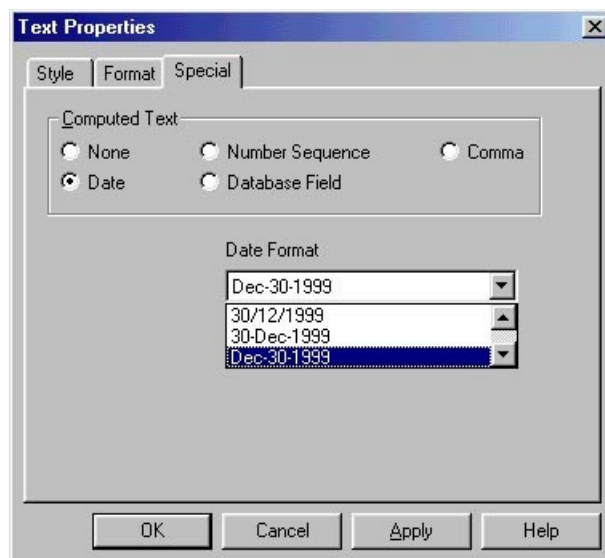 Text Properties
Style Format Special
Computed Text
None Number Sequence Comma
Date Database Field
Date Format
Dec-30-1999
30/12/1999
30-Dec-1999
Dec-30-1999
OK Cancel Apply Help